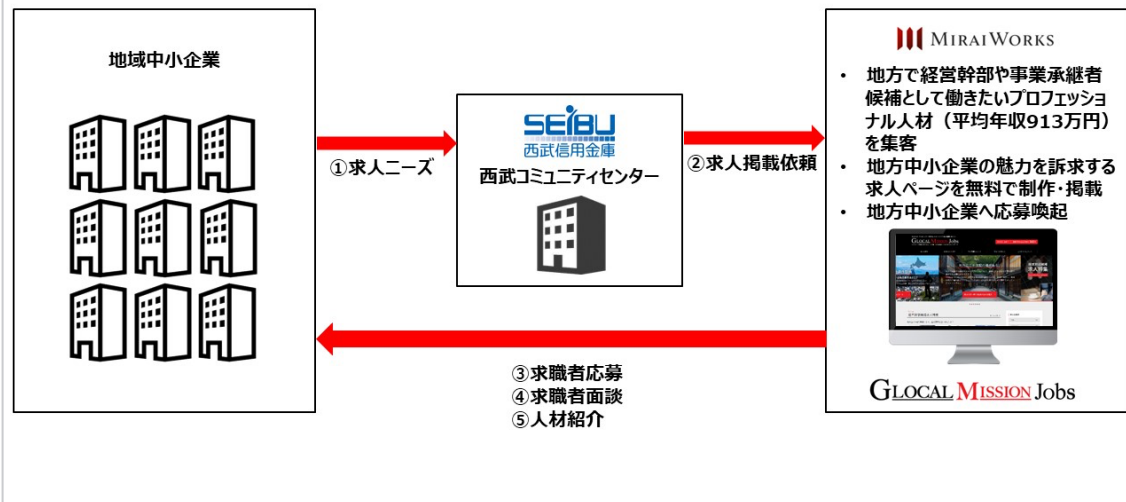 地域中小企業
①求人ニーズ
SEIBU
西武信用金庫
西武コミュニティセンター
②求人掲載依頼
MIRAIWORKS
• 地方で経営幹部や事業承継者
候補として働きたいプロフェッショ
ナル人材（平均年収913万円）
を集客
• 地方中小企業の魅力を訴求する
求人ページを無料で制作・掲載
• 地方中小企業へ応募喚起
GLOCAL MISSION Jobs
GLOCAL MISSION Jobs
③求職者応募
④求職者面談
⑤人材紹介